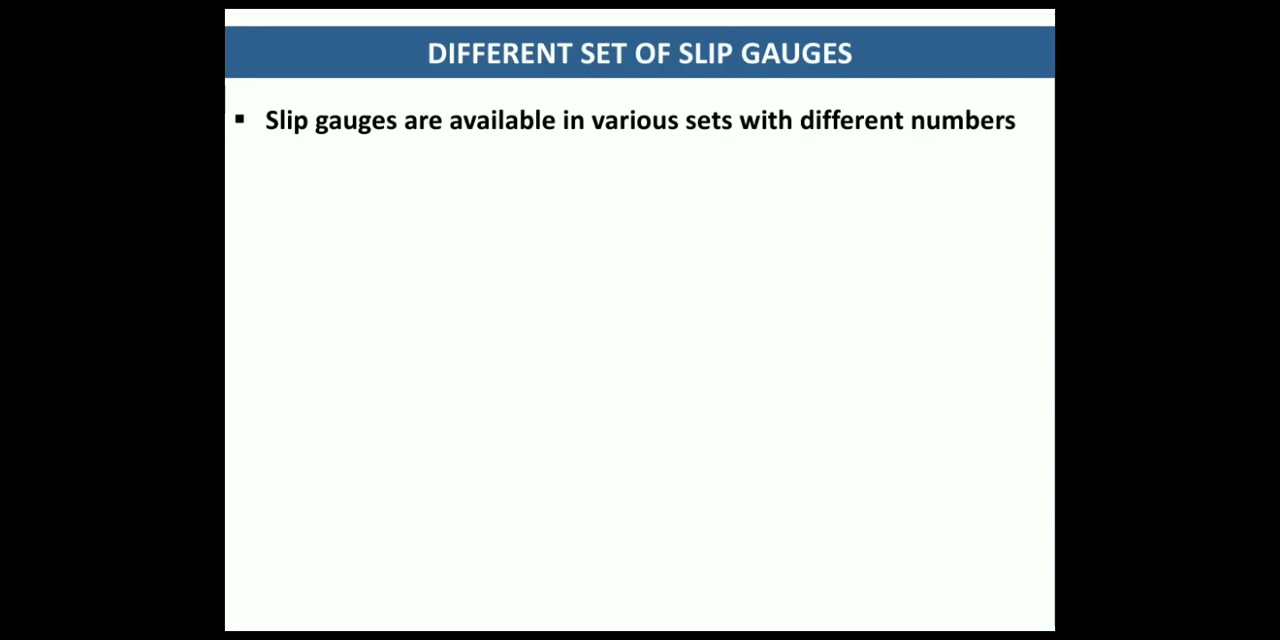 DIFFERENT SET OF SLIP GAUGES
▪ Slip gauges are available in various sets with different numbers